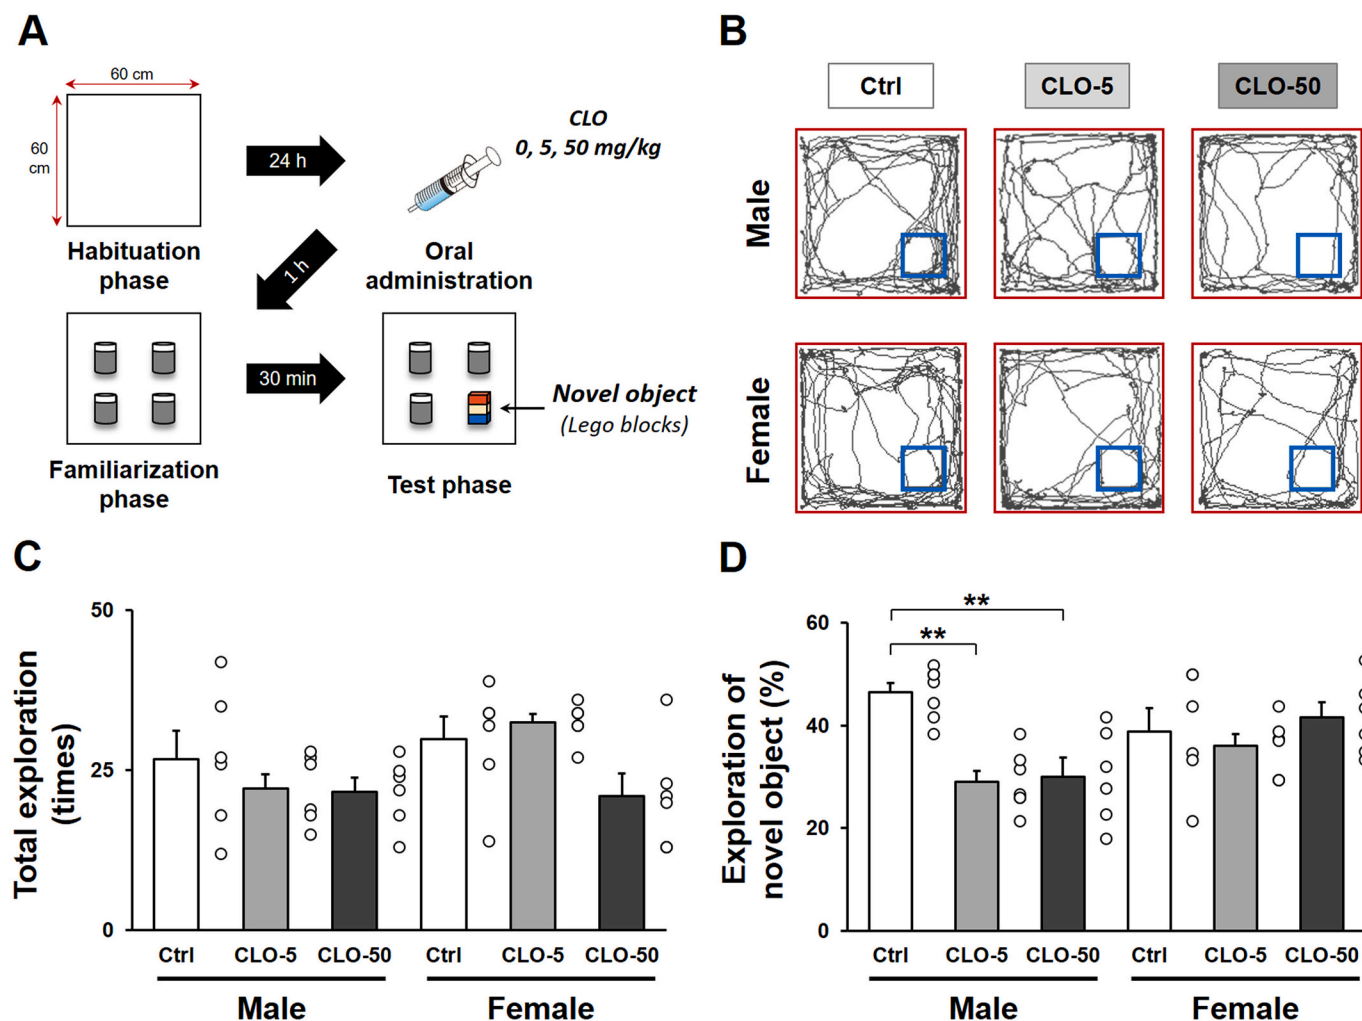 A
60 cm
60
cm
24 h
CLO
0, 5, 50 mg/kg
Habituation
phase
1 h
Oral
administration
30 min
Novel object
(Lego blocks)
Familiarization
phase
Test phase
B
Ctrl
CLO-5
CLO-50
Male
Female
C
Total exploration
(times)
50
25
0
Ctrl
CLO-5
CLO-50
Ctrl
CLO-5
CLO-50
Male
Female
D
Exploration of
novel object (%)
60
40
20
0
**
**
Ctrl
CLO-5
CLO-50
Ctrl
CLO-5
CLO-50
Male
Female